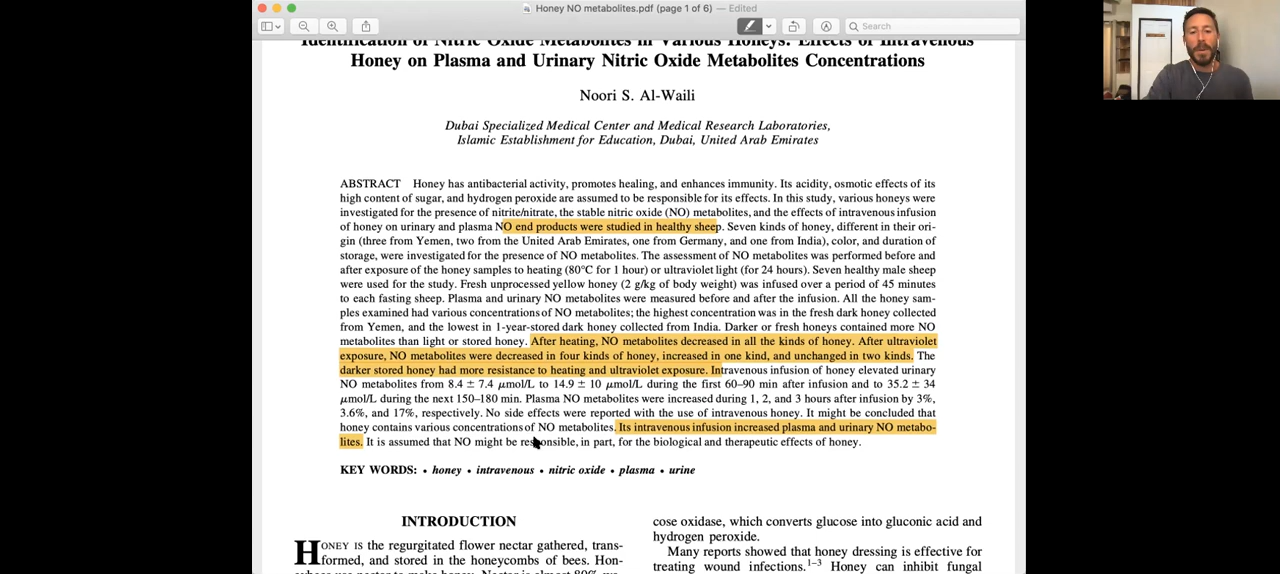 Honey NO metabolites.pdf (page 1 of 6) — Edited
Search
Identification of Nitric Oxide Metabolites in Various Honeys: Effects of Intravenous
Honey on Plasma and Urinary Nitric Oxide Metabolites Concentrations
Noori S. Al-Waili
Dubai Specialized Medical Center and Medical Research Laboratories,
Islamic Establishment for Education, Dubai, United Arab Emirates
ABSTRACT Honey has antibacterial activity, promotes healing, and enhances immunity. Its acidity, osmotic effects of its
high content of sugar, and hydrogen peroxide are assumed to be responsible for its effects. In this study, various honeys were
investigated for the presence of nitrite/nitrate, the stable nitric oxide (NO) metabolites, and the effects of intravenous infusion
of honey on urinary and plasma NO end products were studied in healthy sheep. Seven kinds of honey, different in their ori-
gin (three from Yemen, two from the United Arab Emirates, one from Germany, and one from India), color, and duration of
storage, were investigated for the presence of NO metabolites. The assessment of NO metabolites was performed before and
after exposure of the honey samples to heating (80°C for 1 hour) or ultraviolet light (for 24 hours). Seven healthy male sheep
were used for the study. Fresh unprocessed yellow honey (2 g/kg of body weight) was infused over a period of 45 minutes
to each fasting sheep. Plasma and urinary NO metabolites were measured before and after the infusion. All the honey sam-
ples examined had various concentrations of NO metabolites; the highest concentration was in the fresh dark honey collected
from Yemen, and the lowest in 1-year-stored dark honey collected from India. Darker or fresh honeys contained more NO
metabolites than light or stored honey. After heating, NO metabolites decreased in all the kinds of honey. After ultraviolet
exposure, NO metabolites were decreased in four kinds of honey, increased in one kind, and unchanged in two kinds. The
darker stored honey had more resistance to heating and ultraviolet exposure. Intravenous infusion of honey elevated urinary
NO metabolites from 8.4 ± 7.4 μmol/L to 14.9 ± 10 μmol/L during the first 60–90 min after infusion and to 35.2 ± 34
μmol/L during the next 150–180 min. Plasma NO metabolites were increased during 1, 2, and 3 hours after infusion by 3%,
3.6%, and 17%, respectively. No side effects were reported with the use of intravenous honey. It might be concluded that
honey contains various concentrations of NO metabolites. Its intravenous infusion increased plasma and urinary NO metabo-
lites. It is assumed that NO might be responsible, in part, for the biological and therapeutic effects of honey.
KEY WORDS: • honey • intravenous • nitric oxide • plasma • urine
INTRODUCTION
HONEY IS the regurgitated flower nectar gathered, trans-
formed, and stored in the honeycombs of bees. Hon-
cose oxidase, which converts glucose into gluconic acid and
hydrogen peroxide.
Many reports showed that honey dressing is effective for
treating wound infections.1–3 Honey can inhibit fungal